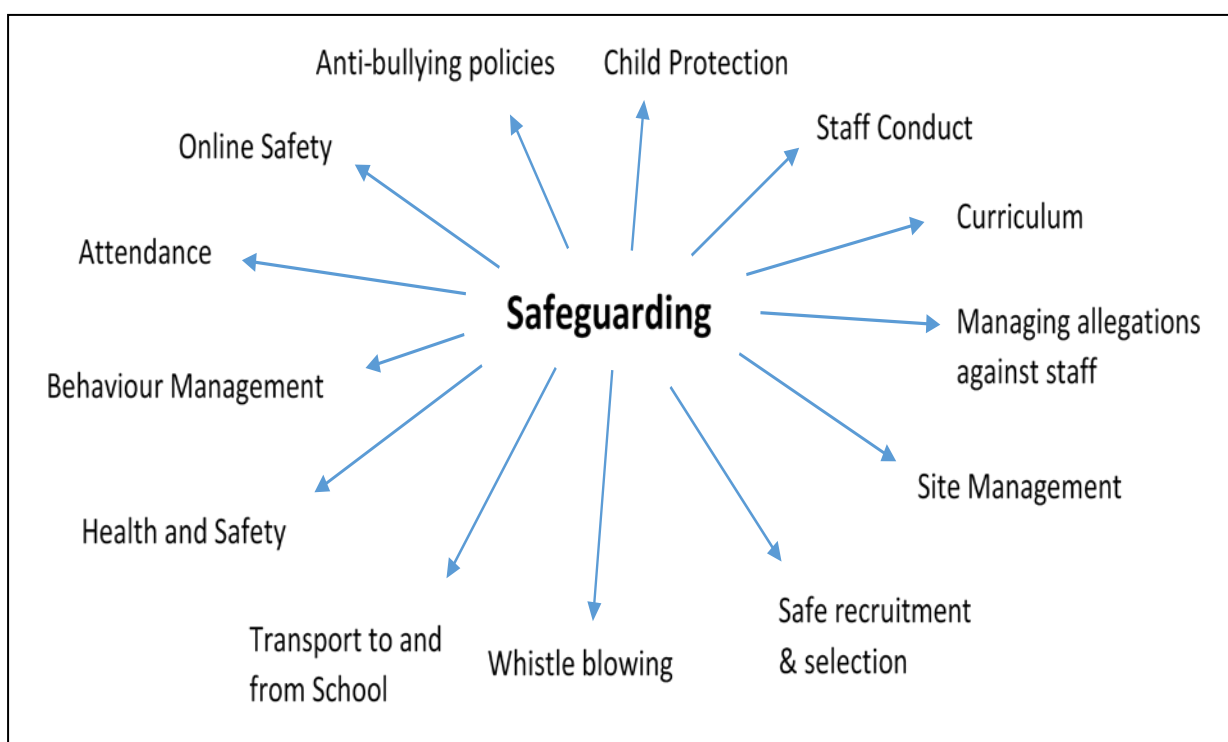 Anti-bullying policies
Child Protection
Staff Conduct
Online Safety
Curriculum
Attendance
Safeguarding
Managing allegations
against staff
Behaviour Management
Site Management
Health and Safety
Safe recruitment
& selection
Transport to and
from School
Whistle blowing